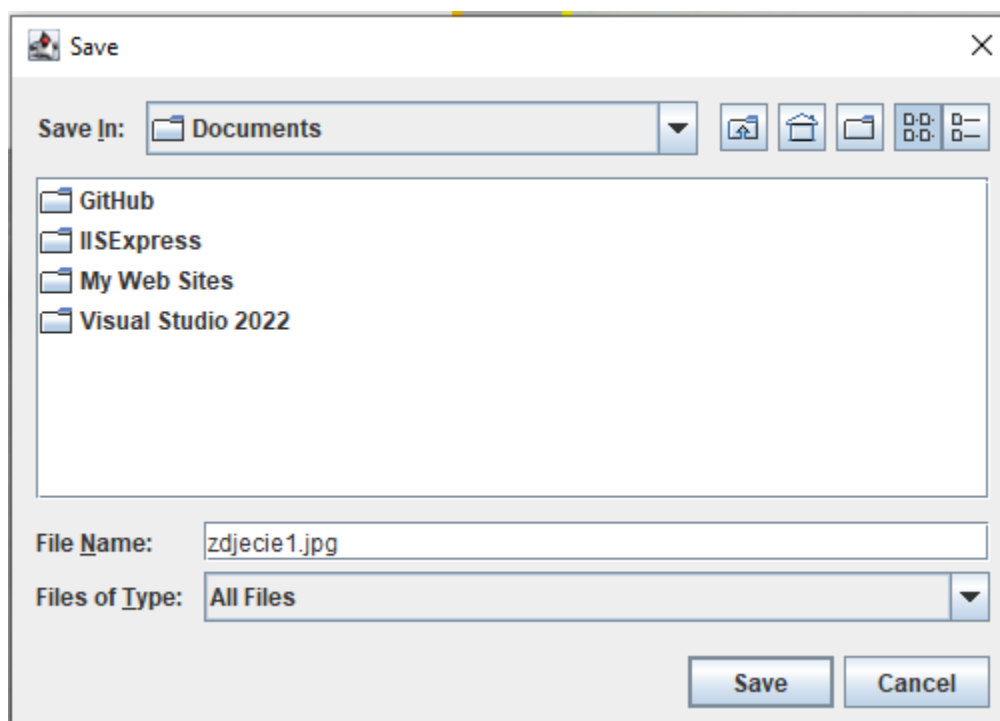 Save
Save In: Documents
GitHub
IISExpress
My Web Sites
Visual Studio 2022
File Name: zdjecie1.jpg
Files of Type: All Files
Save Cancel